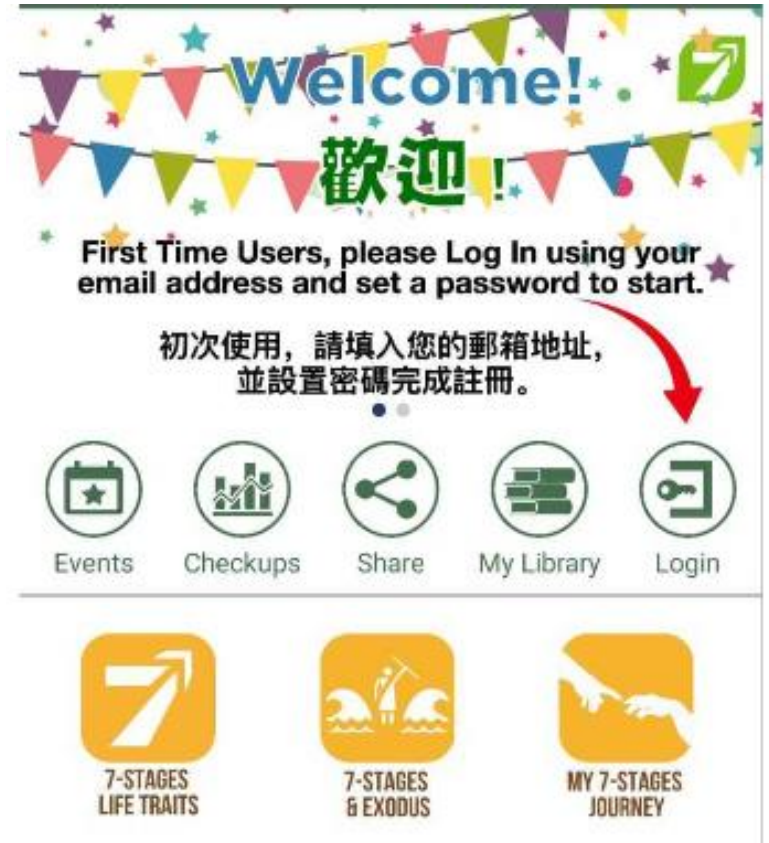 Welcome!
歡迎！
First Time Users, please Log In using your
email address and set a password to start.
初次使用，請填入您的郵箱地址，
並設置密碼完成註冊。
Events Checkups Share My Library Login
7-STAGES
LIFE TRAITS
7-STAGES
& EXODUS
MY 7-STAGES
JOURNEY